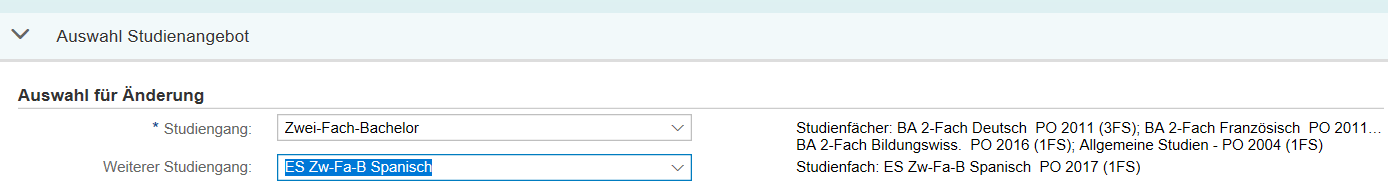 Auswahl Studienangebot
Auswahl für Änderung
* Studiengang: Zwei-Fach-Bachelor Studienfächer: BA 2-Fach Deutsch PO 2011 (3FS); BA 2-Fach Französisch PO 2011…
BA 2-Fach Bildungswiss. PO 2016 (1FS); Allgemeine Studien - PO 2004 (1FS)
Weiterer Studiengang: ES Zw-Fa-B Spanisch Studienfach: ES Zw-Fa-B Spanisch PO 2017 (1FS)